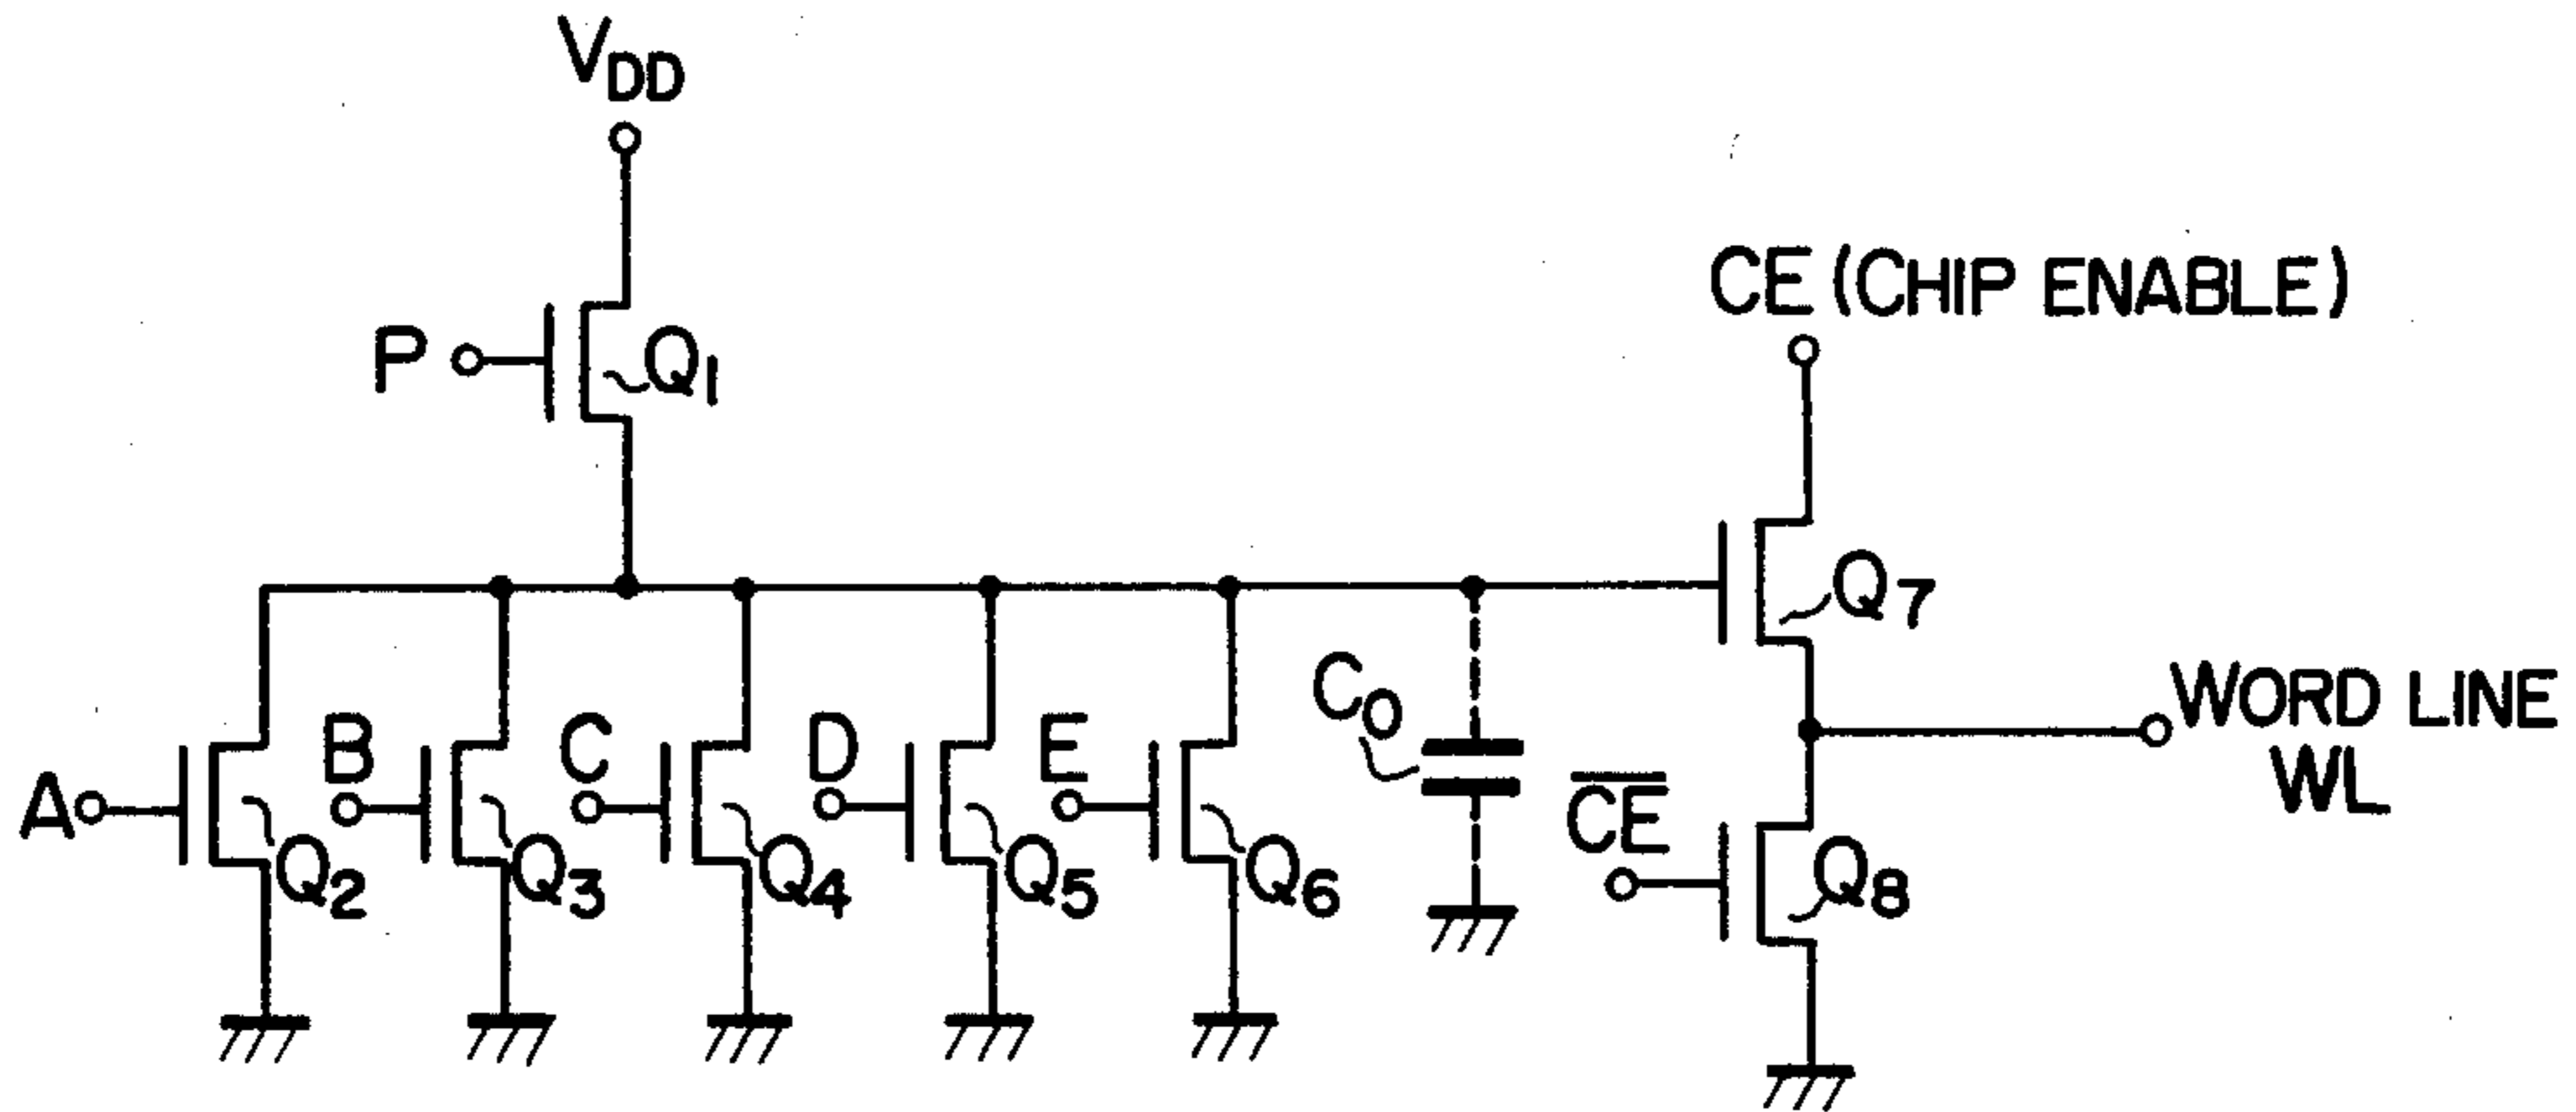 VDD
CE (CHIP ENABLE)
P
Q1
Q7
C0
WORD LINE
WL
A
B
C
D
E
CE
Q2
Q3
Q4
Q5
Q6
Q8